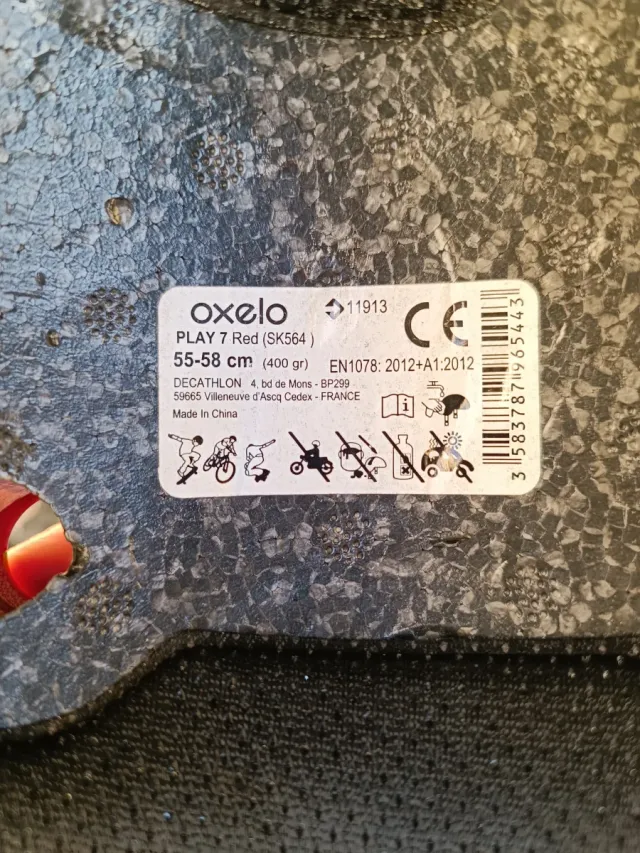 oxelo
11913
CE
PLAY 7 Red (SK564 )
55-58 cm (400 gr)
EN1078: 2012+A1:2012
DECATHLON 4, bd de Mons - BP299 -
59665 Villeneuve d'Ascq Cedex - FRANCE
Made In China
3 583787 965443